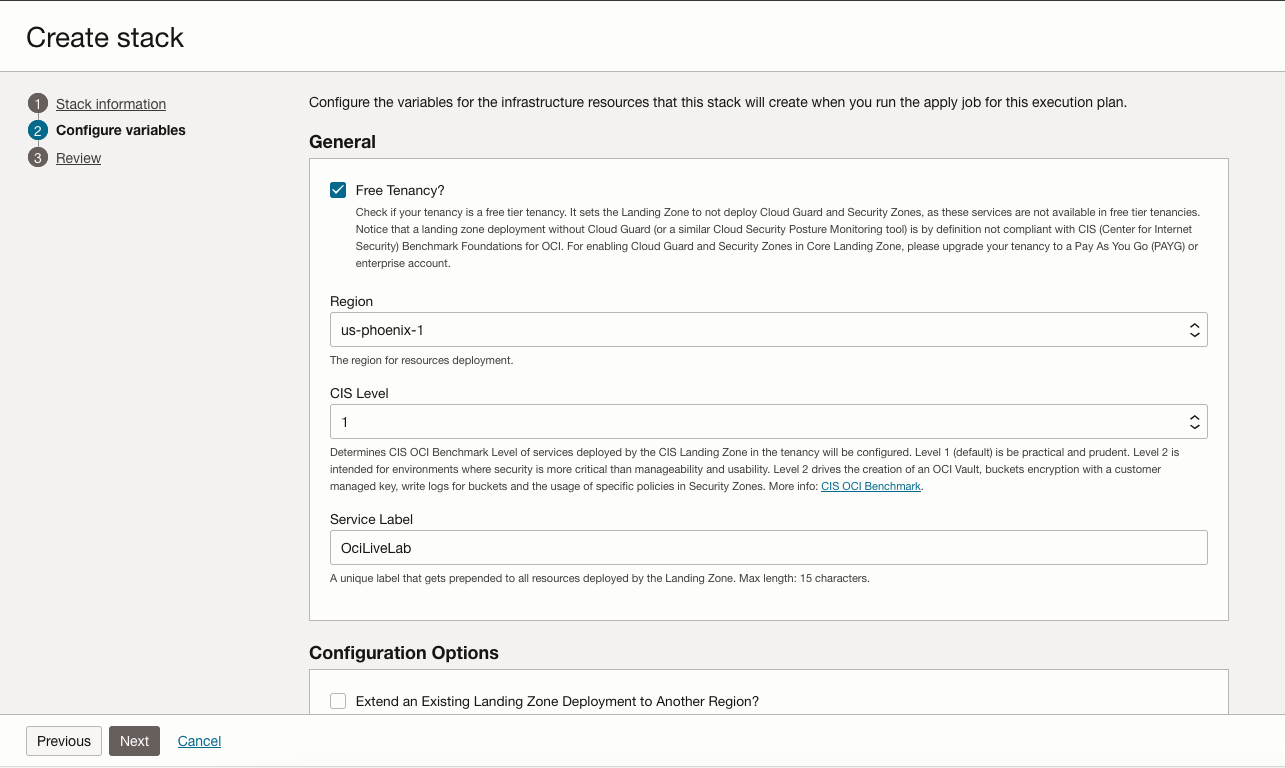 Create stack
1 Stack information
2 Configure variables
3 Review
Configure the variables for the infrastructure resources that this stack will create when you run the apply job for this execution plan.
General
Free Tenancy?
Check if your tenancy is a free tier tenancy. It sets the Landing Zone to not deploy Cloud Guard and Security Zones, as these services are not available in free tier tenancies.
Notice that a landing zone deployment without Cloud Guard (or a similar Cloud Security Posture Monitoring tool) is by definition not compliant with CIS (Center for Internet
Security) Benchmark Foundations for OCI. For enabling Cloud Guard and Security Zones in Core Landing Zone, please upgrade your tenancy to a Pay As You Go (PAYG) or
enterprise account.
Region
us-phoenix-1
The region for resources deployment.
CIS Level
1
Determines CIS OCI Benchmark Level of services deployed by the CIS Landing Zone in the tenancy will be configured. Level 1 (default) is be practical and prudent. Level 2 is
intended for environments where security is more critical than manageability and usability. Level 2 drives the creation of an OCI Vault, buckets encryption with a customer
managed key, write logs for buckets and the usage of specific policies in Security Zones. More info: CIS OCI Benchmark.
Service Label
OciLiveLab
A unique label that gets prepended to all resources deployed by the Landing Zone. Max length: 15 characters.
Configuration Options
Extend an Existing Landing Zone Deployment to Another Region?
Previous Next Cancel